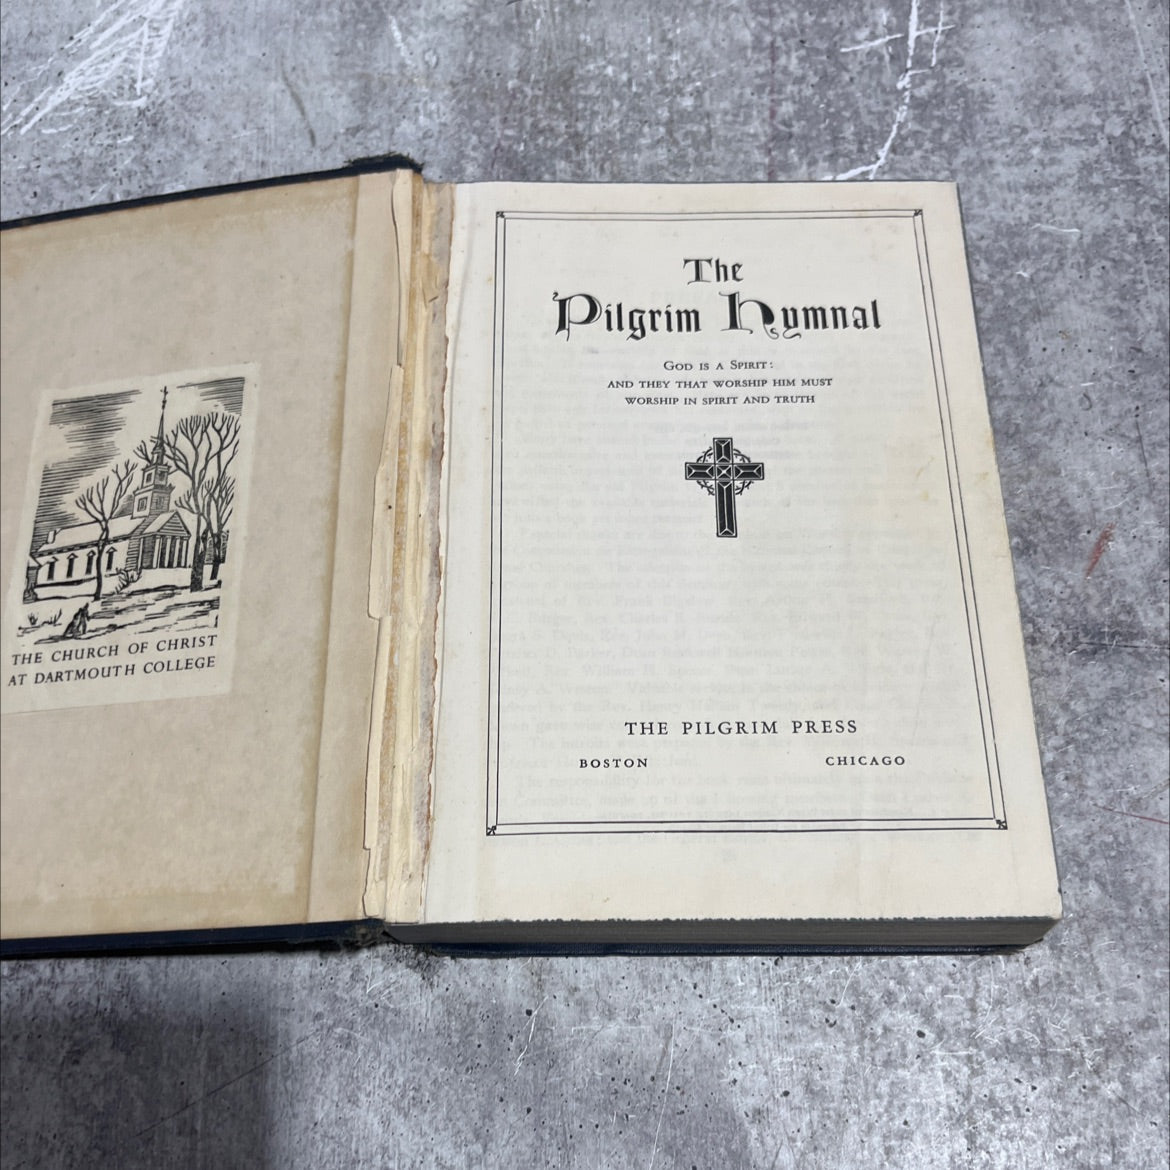 THE CHURCH OF CHRIST
AT DARTMOUTH COLLEGE
The
Pilgrim Hymnal
GOD IS A SPIRIT:
AND THEY THAT WORSHIP HIM MUST
WORSHIP IN SPIRIT AND TRUTH
THE PILGRIM PRESS
BOSTON CHICAGO